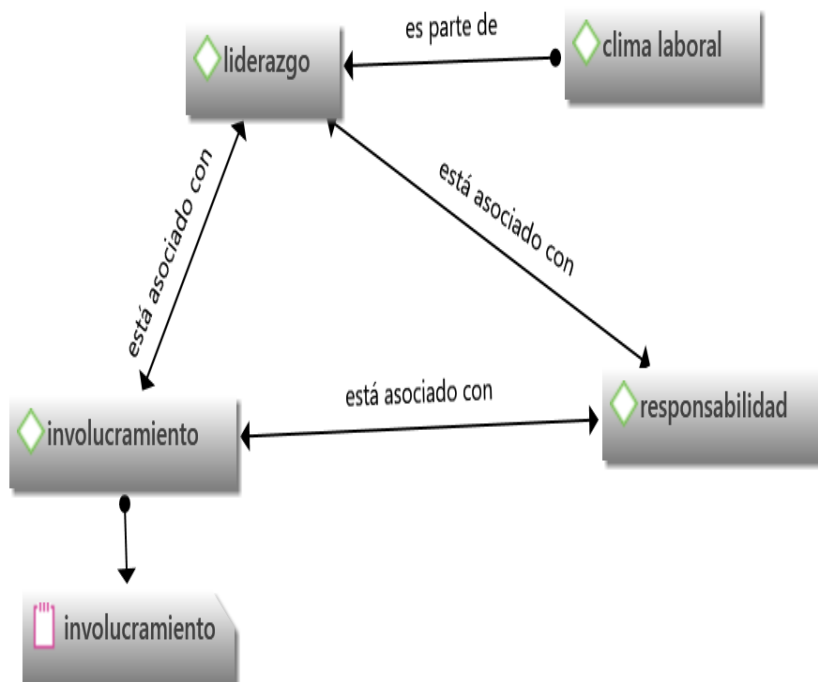 es parte de
liderazgo
clima laboral
está asociado con
está asociado con
está asociado con
involucramiento
responsabilidad
involucramiento